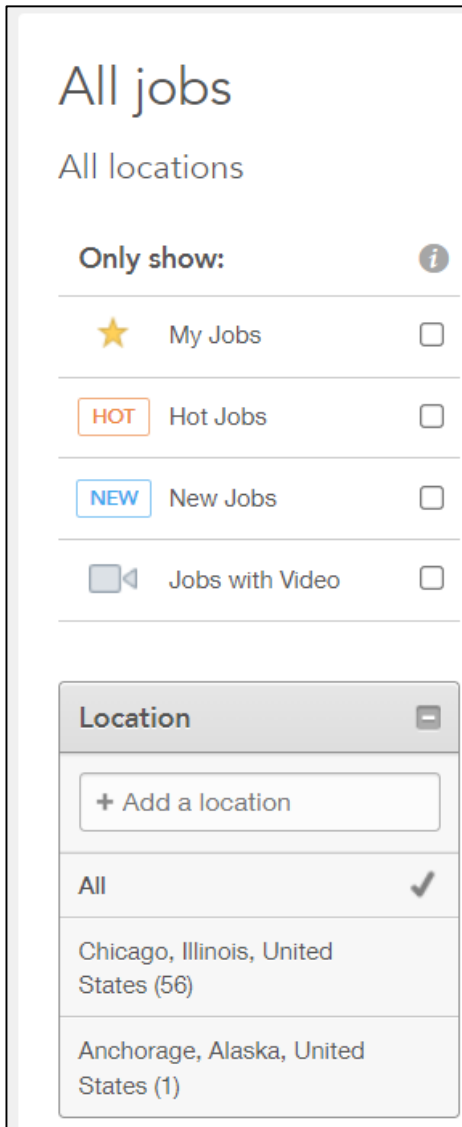 All jobs
All locations
Only show:
My Jobs
HOT Hot Jobs
NEW New Jobs
Jobs with Video
Location
+ Add a location
All
Chicago, Illinois, United
States (56)
Anchorage, Alaska, United
States (1)